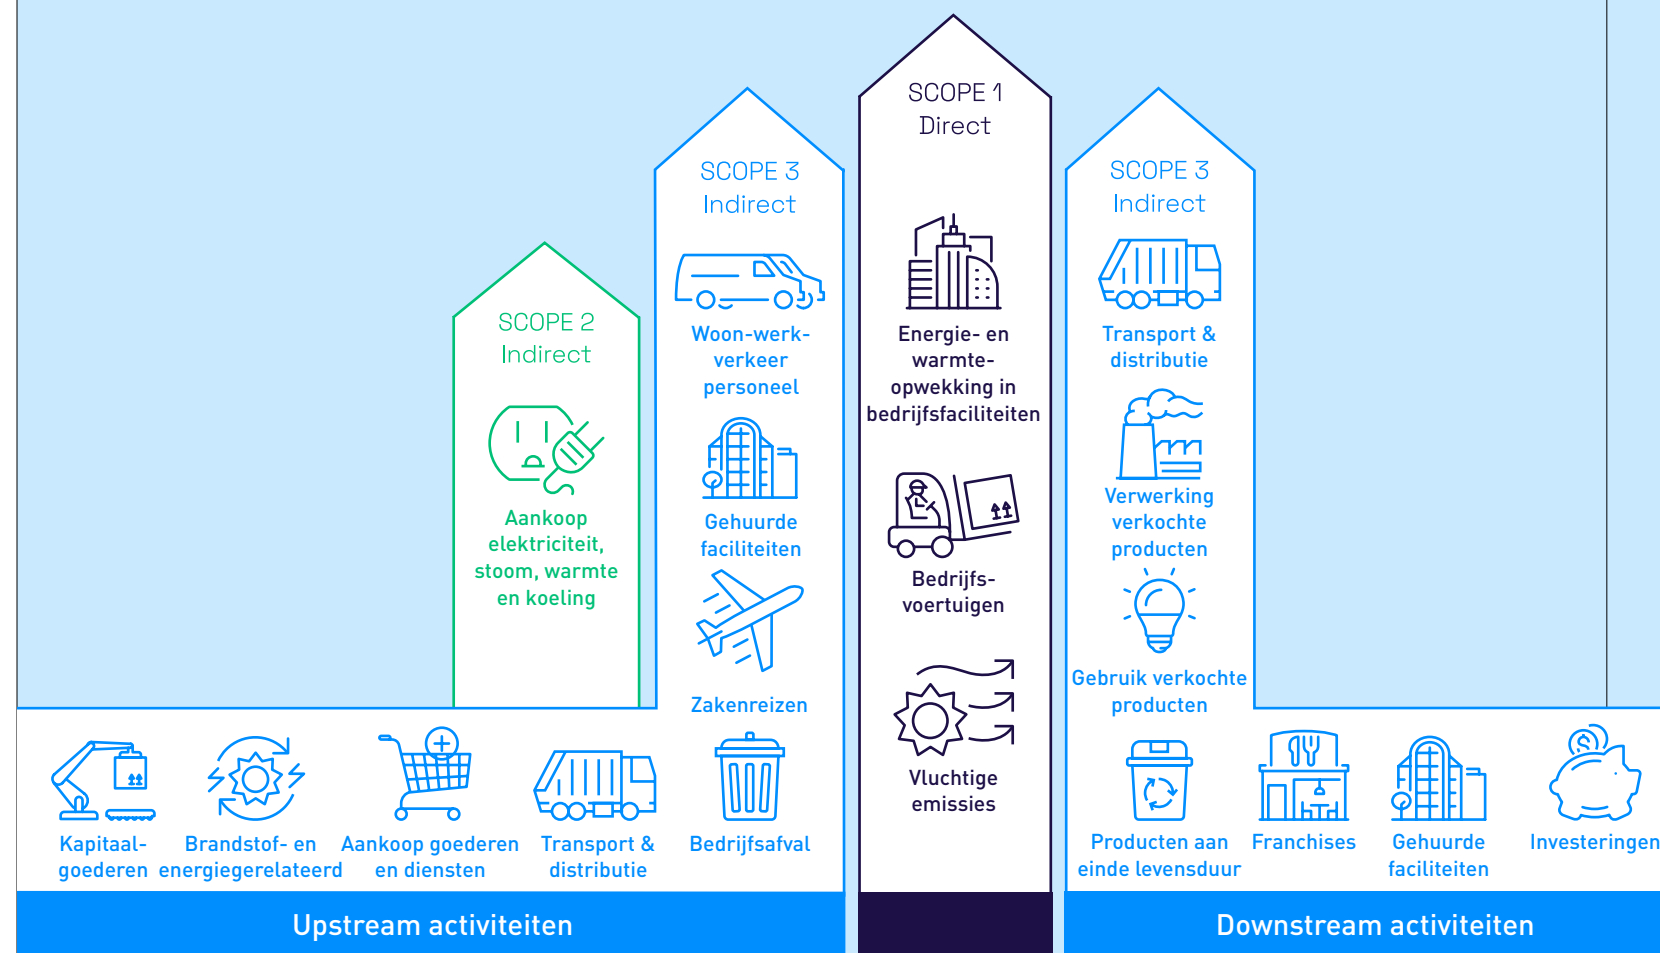 SCOPE 2
Indirect
Aankoop
elektriciteit,
stoom, warmte
en koeling
SCOPE 3
Indirect
Woon-werk-
verkeer
personeel
Gehuurde
faciliteiten
Zakenreizen
Kapitaal-
goederen
Brandstof- en
energiegerelateerd
Aankoop goederen
en diensten
Transport &
distributie
Bedrijfsafval
Upstream activiteiten
SCOPE 1
Direct
Energie- en
warmte-
opwekking in
bedrijfsfaciliteiten
Bedrijfs-
voertuigen
Vluchtige
emissies
SCOPE 3
Indirect
Transport &
distributie
Verwerking
verkochte
producten
Gebruik verkochte
producten
Producten aan
einde levensduur
Franchises
Gehuurde
faciliteiten
Investeringen
Downstream activiteiten